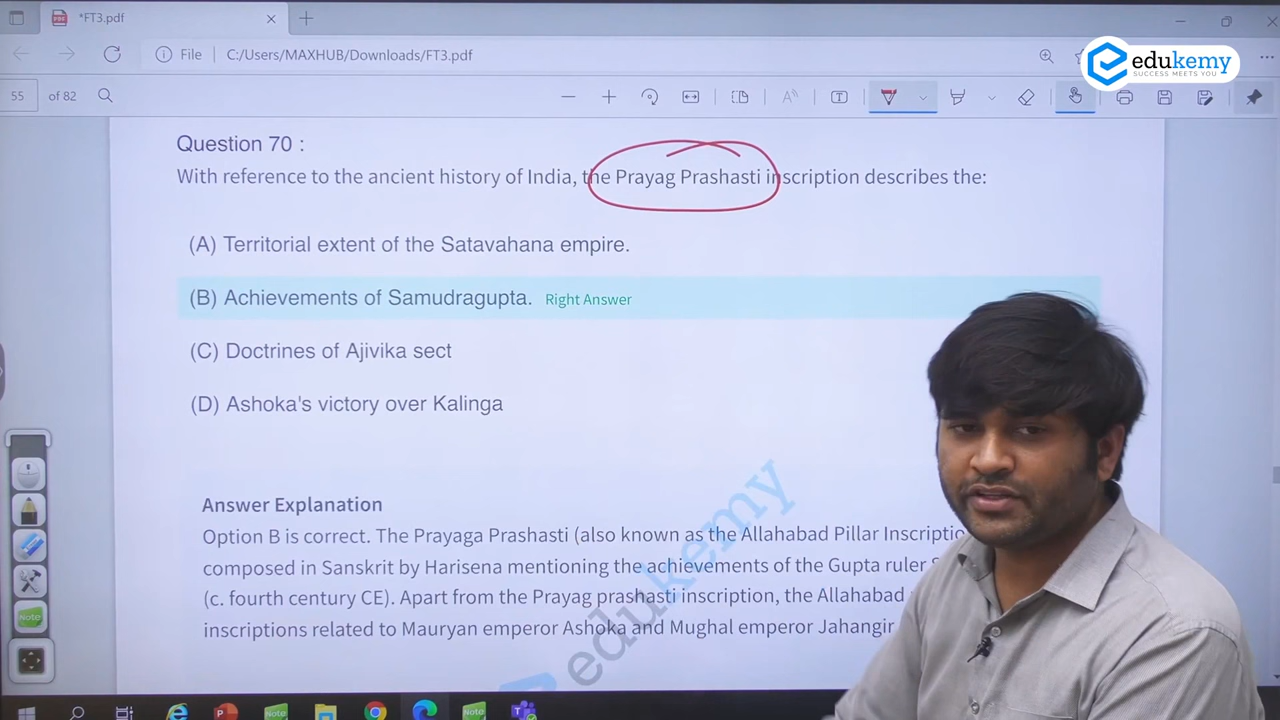 *FT3.pdf
File C:/Users/MAXHUB/Downloads/FT3.pdf
edukemy
SUCCESS MEETS YOU
55 of 82
Question 70 :
With reference to the ancient history of India, the Prayag Prashasti inscription describes the:
(A) Territorial extent of the Satavahana empire.
(B) Achievements of Samudragupta. Right Answer
(C) Doctrines of Ajivika sect
(D) Ashoka's victory over Kalinga
Answer Explanation
Option B is correct. The Prayaga Prashasti (also known as the Allahabad Pillar
composed in Sanskrit by Harisena mentioning the achievements of the Gupta ruler
(c. fourth century CE). Apart from the Prayag prashasti inscription, the Allahabad
inscriptions related to Mauryan emperor Ashoka and Mughal emperor Jahangir
edukemy
Note
Note
Note